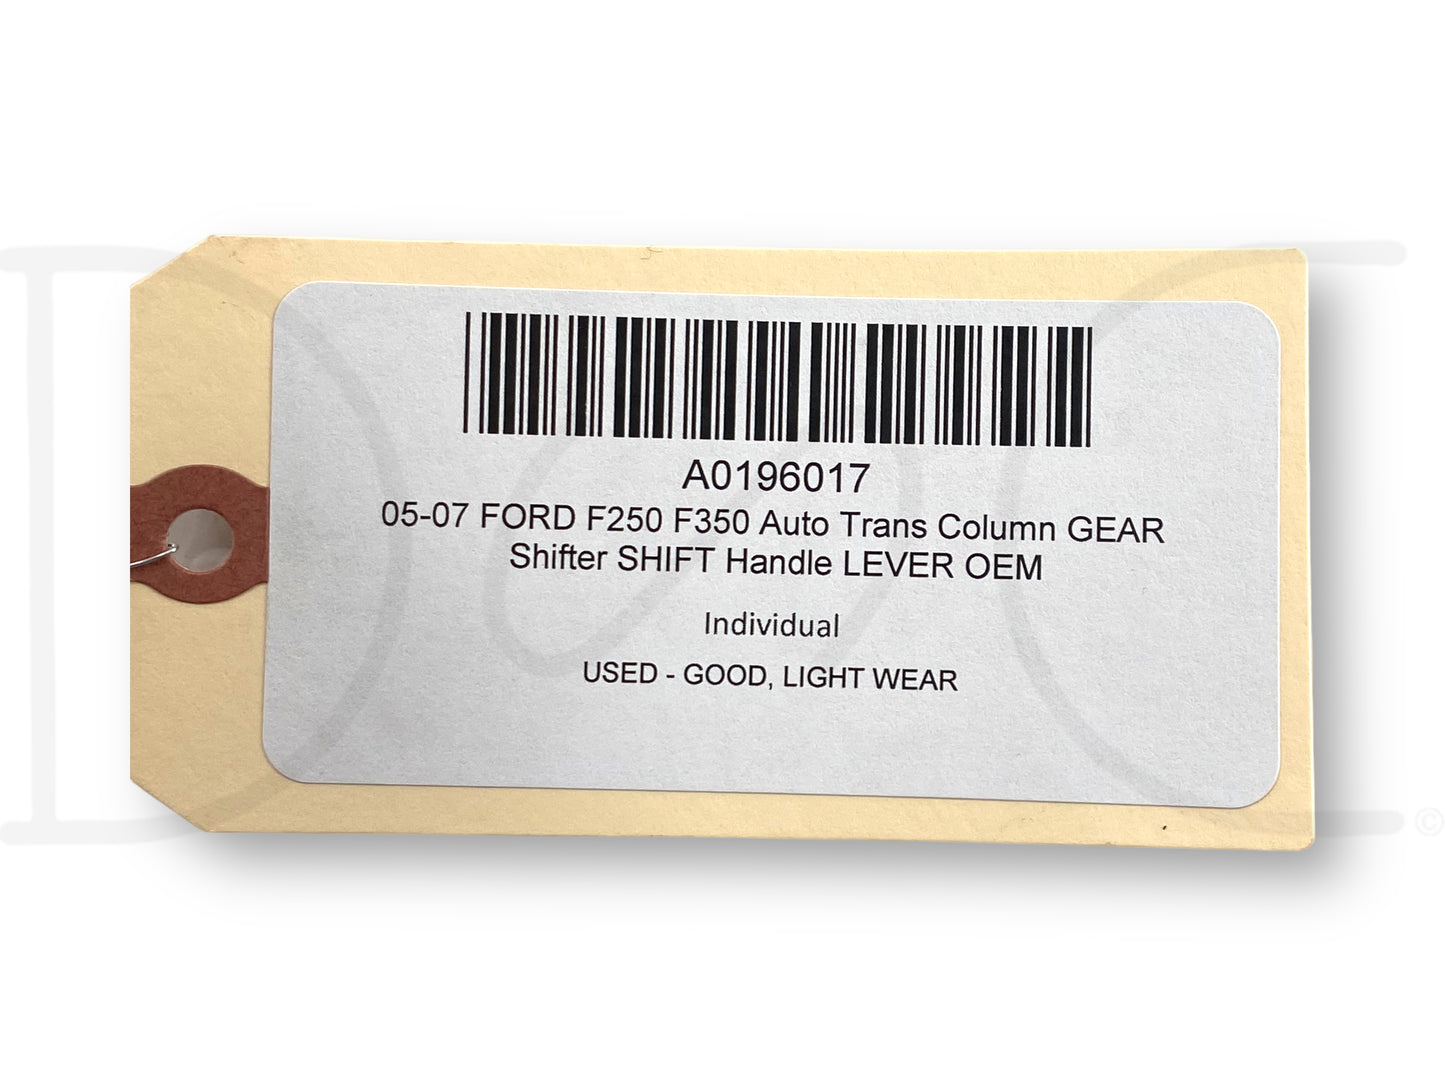 A0196017
05-07 FORD F250 F350 Auto Trans Column GEAR
Shifter SHIFT Handle LEVER OEM
Individual
USED - GOOD, LIGHT WEAR
©